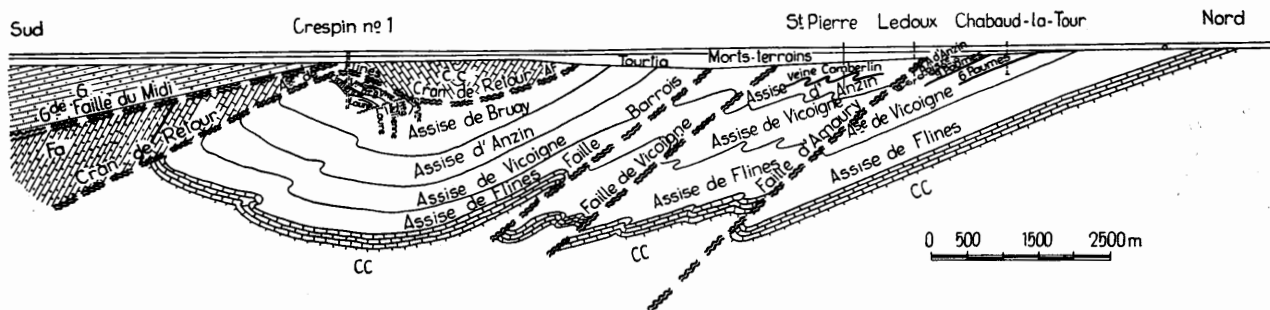 Sud
Crespin nº 1
St Pierre
Ledoux
Chabaud-la-Tour
Nord
Morts-terrains
Tourtia
veine Comberlin
G
Gde Faille du Midi
C.C.
Cran de Retour
Cran de Retour
Fa
Assise de Bruay
Assise d'Anzin
Assise de Vicoigne
Assise de Flines
Faille Barrois
Faille de Vicoigne
Assise d'Anzin
Assise de Vicoigne
Assise de Flines
Faille d'Amaury
6 Paumes
Ase de Vicoigne
Assise de Flines
CC
CC
CC
0 500 1500 2500 m